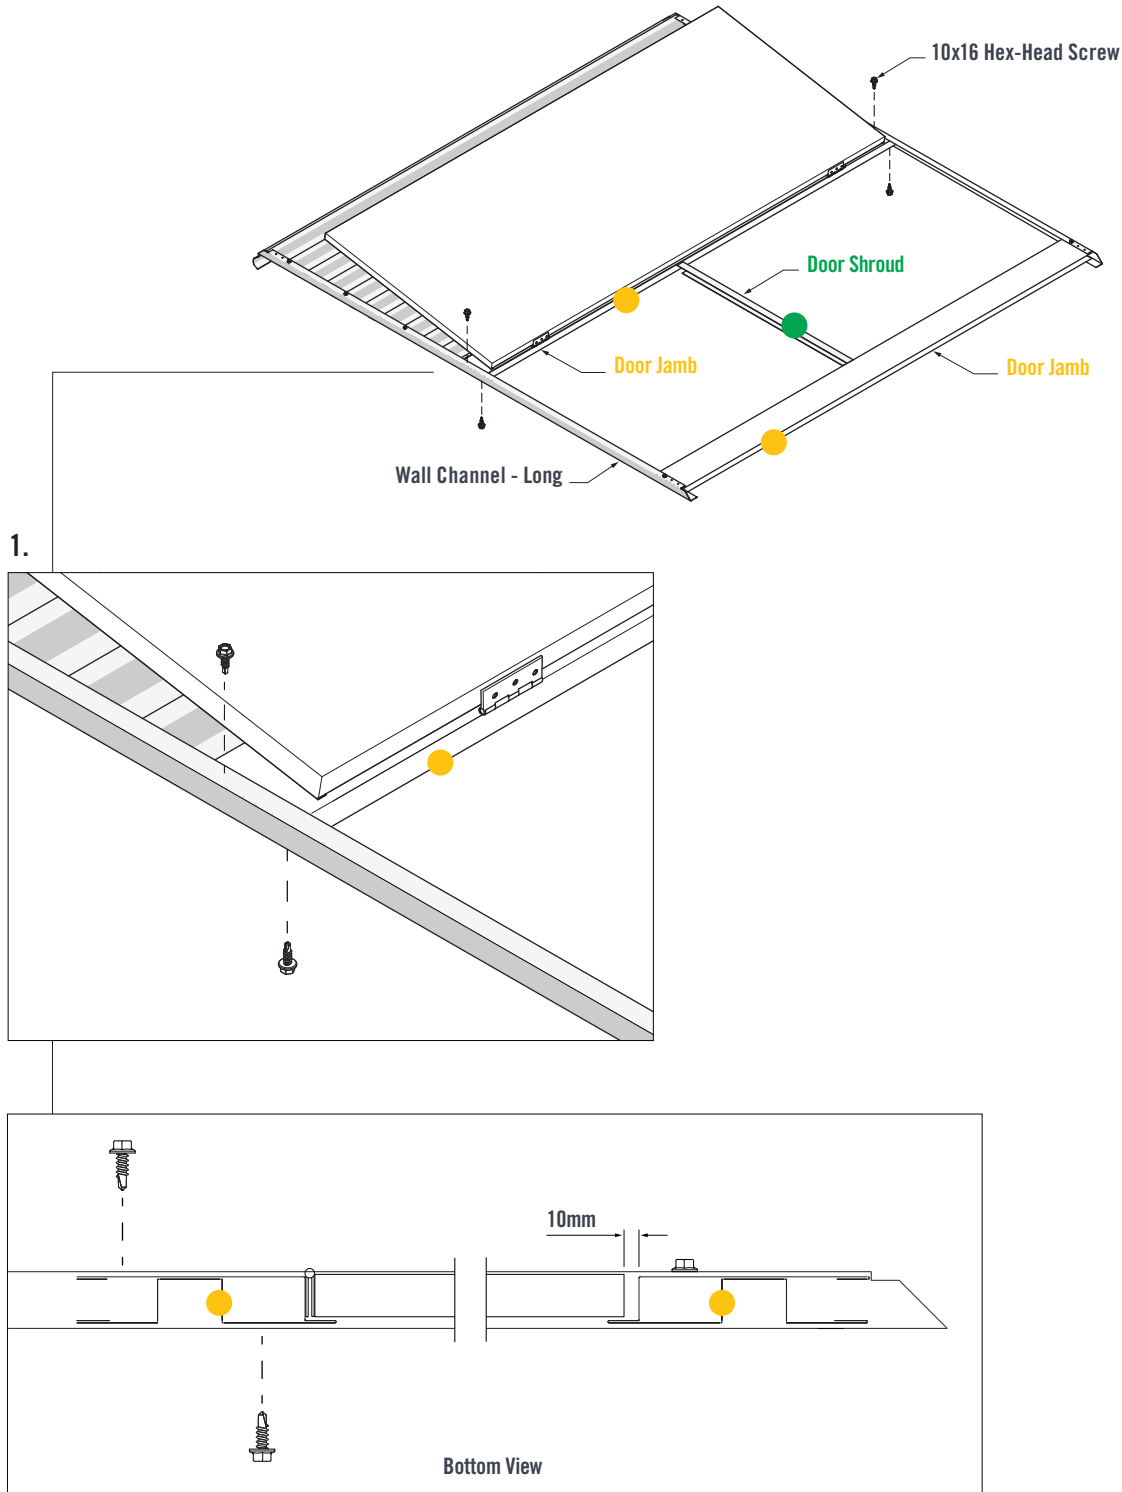 10x16 Hex-Head Screw
Door Shroud
Door Jamb
Door Jamb
Wall Channel - Long
1.
10mm
Bottom View